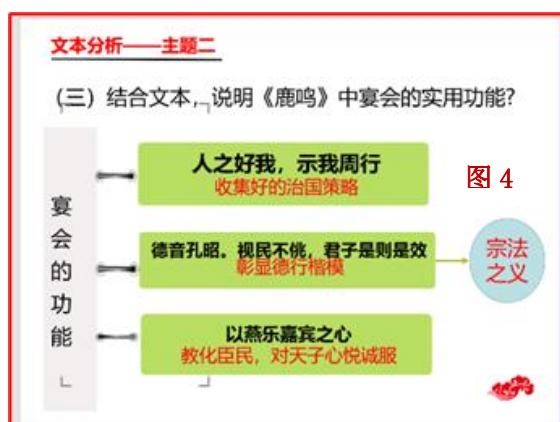 文本分析——主题二
(三)结合文本,说明《鹿鸣》中宴会的实用功能?
宴会的功能
人之好我，示我周行
收集好的治国策略
图 4
德音孔昭。视民不佻，君子是则是效
彰显德行楷模
宗法
之义
以燕乐嘉宾之心
教化臣民，对天子心悦诚服